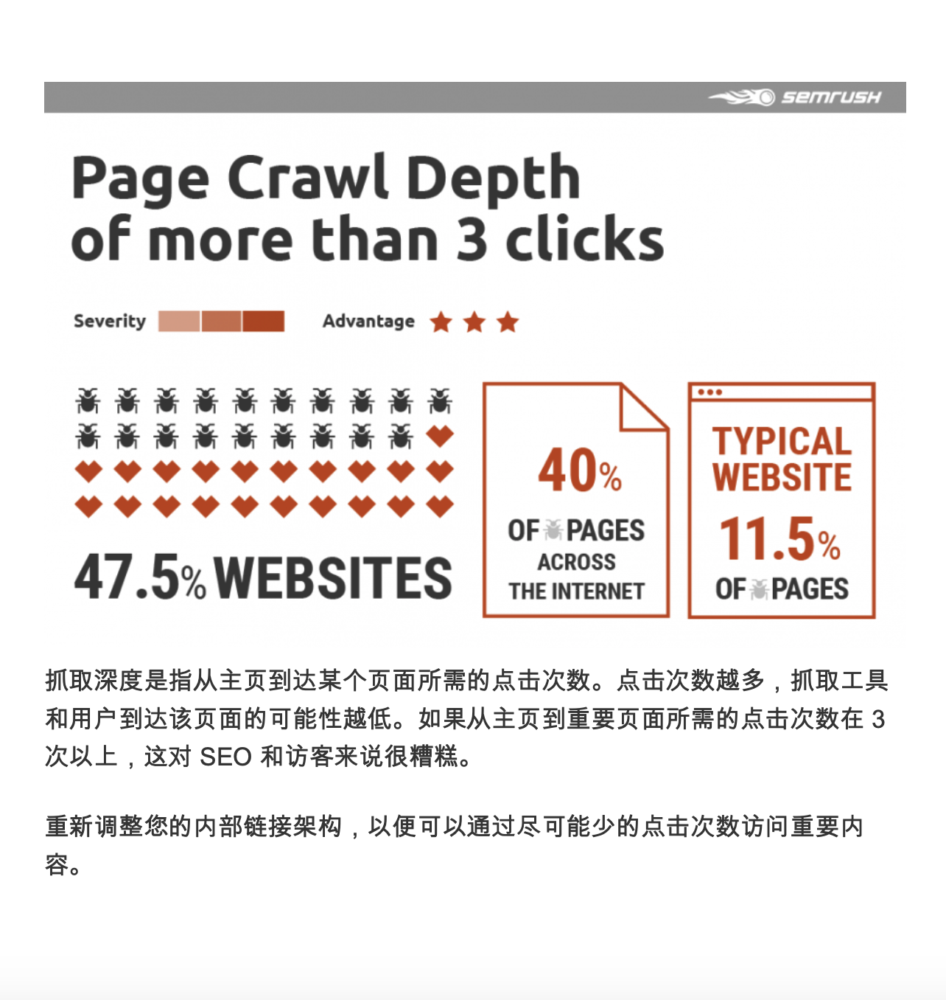 semrush
Page Crawl Depth
of more than 3 clicks
Severity Advantage
47.5% WEBSITES
40%
OF PAGES
ACROSS
THE INTERNET
TYPICAL
WEBSITE
11.5%
OF PAGES
抓取深度是指从主页到达某个页面所需的点击次数。点击次数越多，抓取工具
和用户到达该页面的可能性越低。如果从主页到重要页面所需的点击次数在 3
次以上，这对 SEO 和访客来说很糟糕。
重新调整您的内部链接架构，以便可以通过尽可能少的点击次数访问重要内
容。